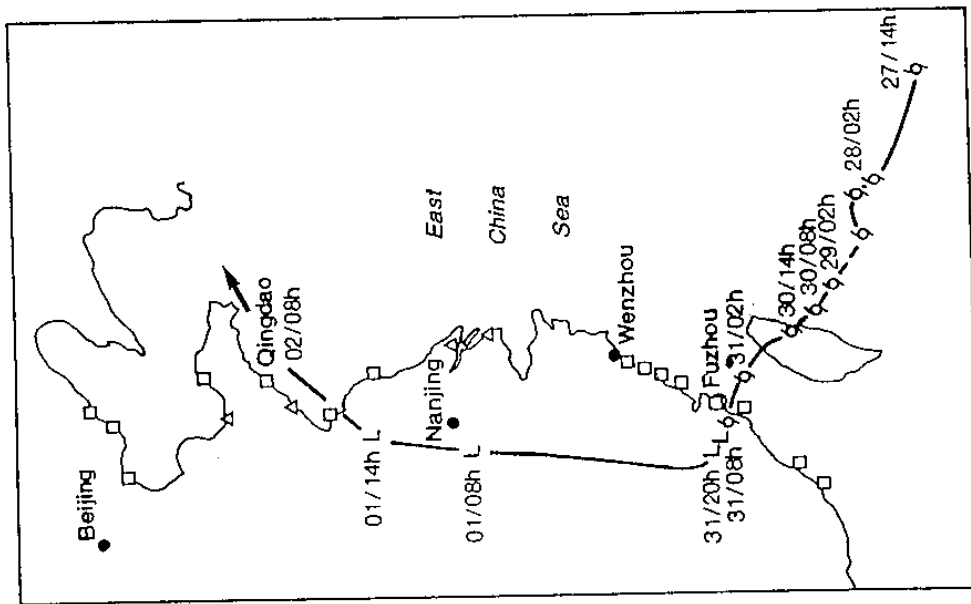 Beijing
Qingdao
02/08h
01/14h L
Nanjing
01/08h L
East
China
Sea
Wenzhou
Fuzhou
31/20h L
31/08h L
31/02h
30/14h
30/08h
29/02h
28/02h
27/14h